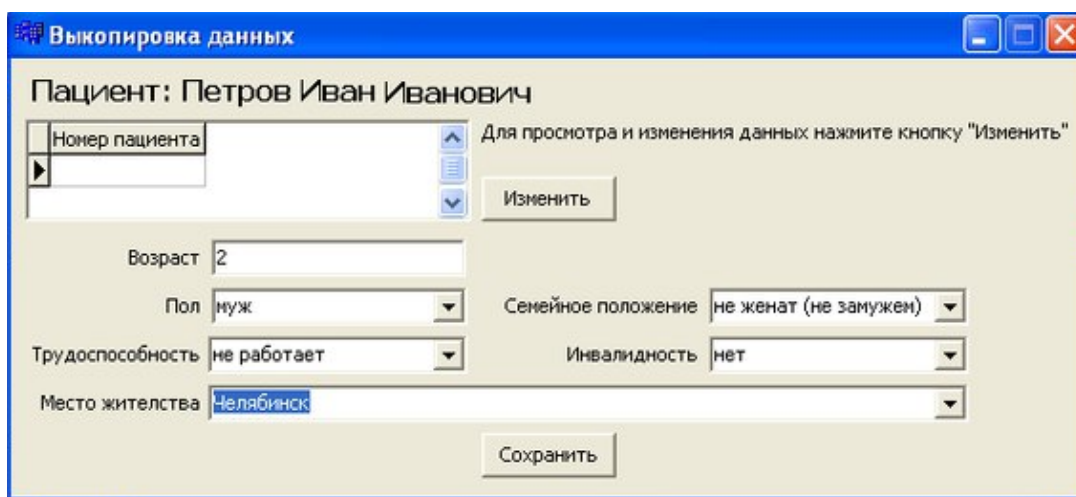 Выкопировка данных
Пациент: Петров Иван Иванович
Номер пациента
Для просмотра и изменения данных нажмите кнопку "Изменить"
Изменить
Возраст 2
Пол муж Семейное положение не женат (не замужем)
Трудоспособность не работает Инвалидность нет
Место жителства Челябинск
Сохранить